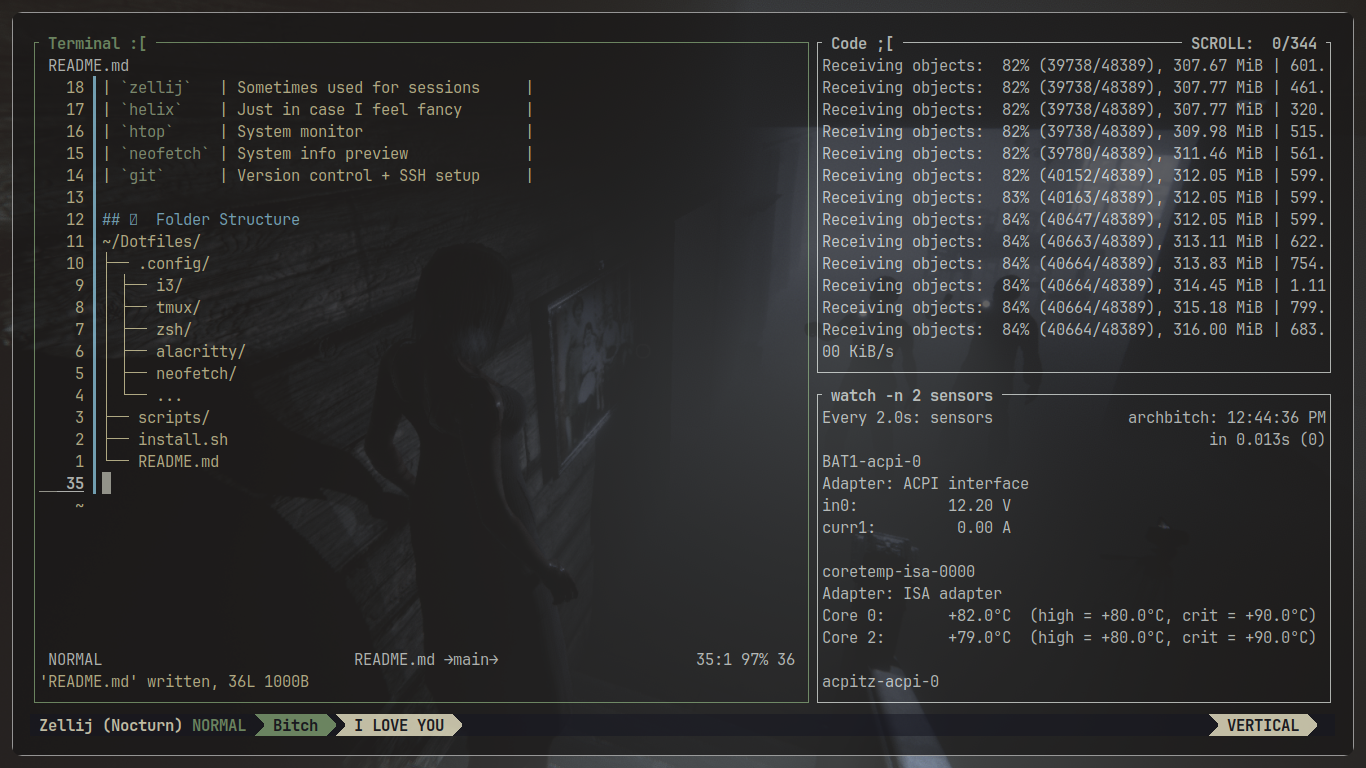 Terminal :[
README.md
18 | `zellij` | Sometimes used for sessions |
17 | `helix` | Just in case I feel fancy |
16 | `htop` | System monitor |
15 | `neofetch` | System info preview |
14 | `git` | Version control + SSH setup |
13
12 ## Folder Structure
11 ~/Dotfiles/
10 ├── .config/
9 │ ├── i3/
8 │ ├── tmux/
7 │ ├── zsh/
6 │ ├── alacritty/
5 │ ├── neofetch/
4 │ └── ...
3 ├── scripts/
2 ├── install.sh
1 └── README.md
35
~
NORMAL README.md →main→ 35:1 97% 36
'README.md' written, 36L 1000B
Code ;[ SCROLL: 0/344
Receiving objects: 82% (39738/48389), 307.67 MiB | 601.
Receiving objects: 82% (39738/48389), 307.77 MiB | 461.
Receiving objects: 82% (39738/48389), 307.77 MiB | 320.
Receiving objects: 82% (39738/48389), 309.98 MiB | 515.
Receiving objects: 82% (39780/48389), 311.46 MiB | 561.
Receiving objects: 82% (40152/48389), 312.05 MiB | 599.
Receiving objects: 83% (40163/48389), 312.05 MiB | 599.
Receiving objects: 84% (40647/48389), 312.05 MiB | 599.
Receiving objects: 84% (40663/48389), 313.11 MiB | 622.
Receiving objects: 84% (40664/48389), 313.83 MiB | 754.
Receiving objects: 84% (40664/48389), 314.45 MiB | 1.11
Receiving objects: 84% (40664/48389), 315.18 MiB | 799.
Receiving objects: 84% (40664/48389), 316.00 MiB | 683.
00 KiB/s
watch -n 2 sensors
Every 2.0s: sensors archbitch: 12:44:36 PM
in 0.013s (0)
BAT1-acpi-0
Adapter: ACPI interface
in0: 12.20 V
curr1: 0.00 A
coretemp-isa-0000
Adapter: ISA adapter
Core 0: +82.0°C (high = +80.0°C, crit = +90.0°C)
Core 2: +79.0°C (high = +80.0°C, crit = +90.0°C)
acpitz-acpi-0
Zellij (Nocturn) NORMAL Bitch I LOVE YOU VERTICAL